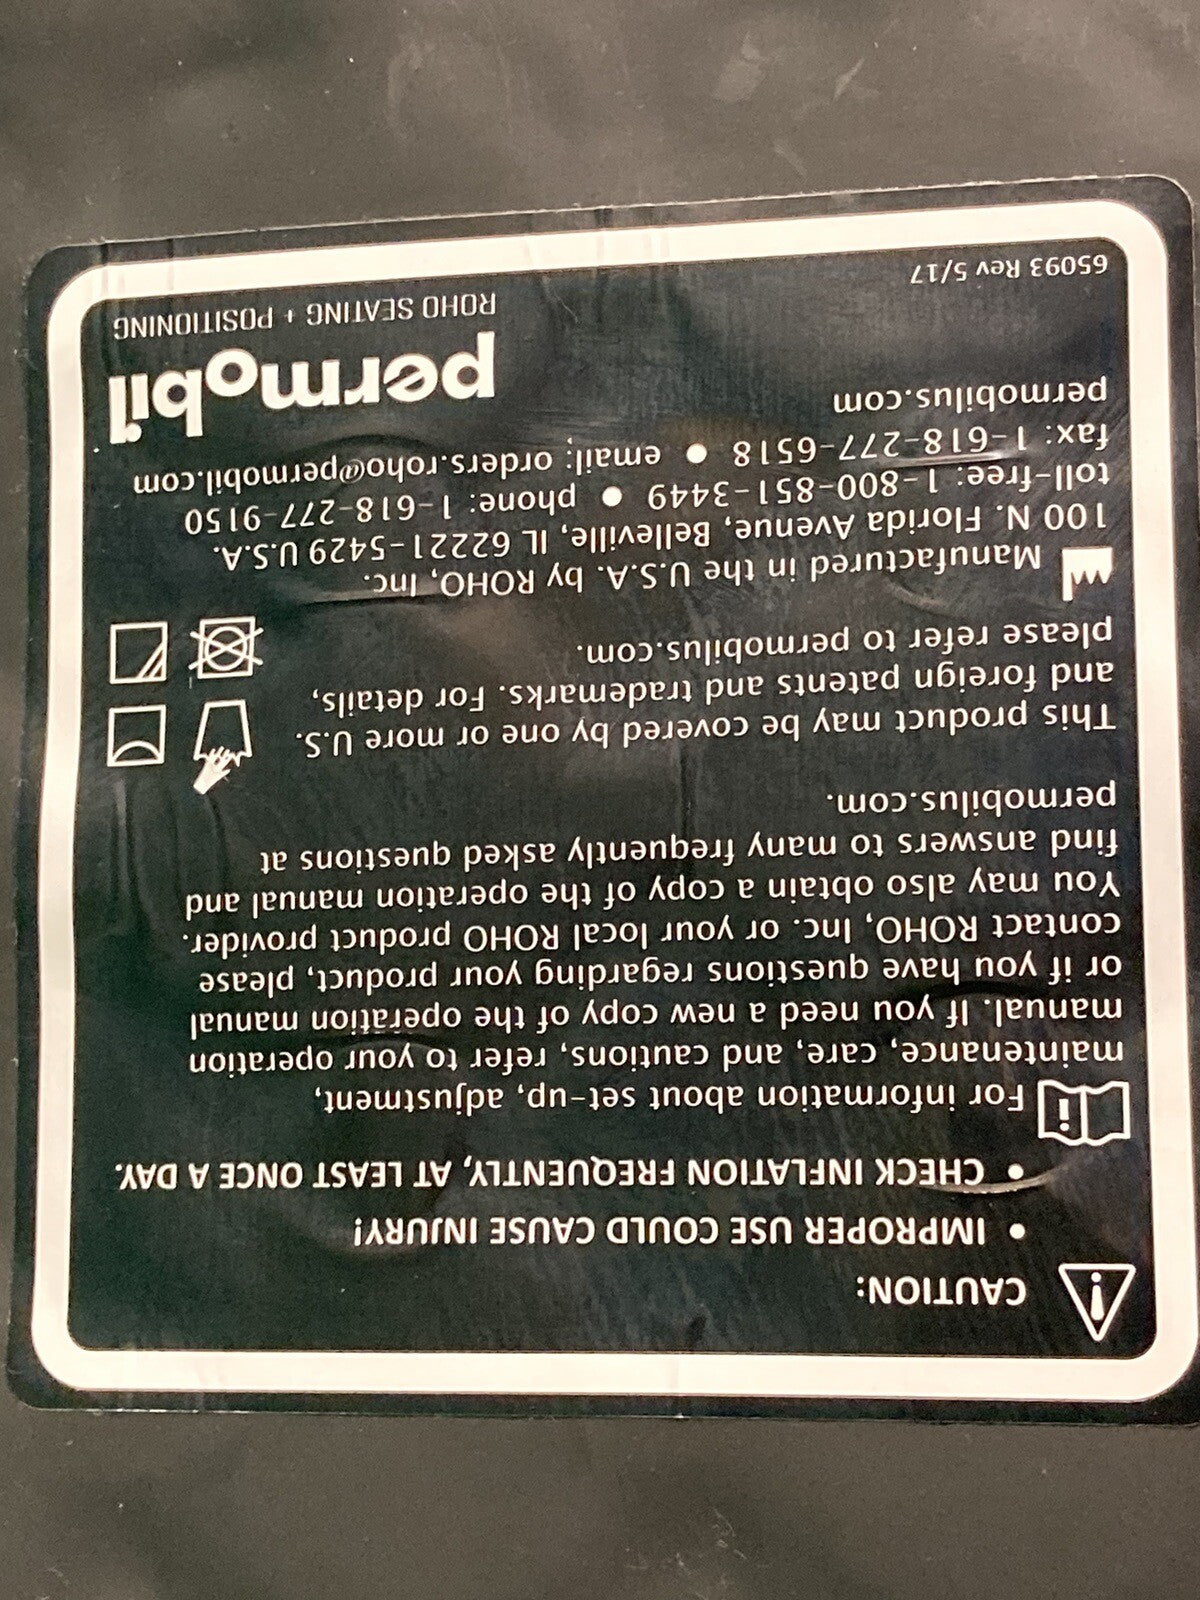 CAUTION:
• IMPROPER USE COULD CAUSE INJURY!
• CHECK INFLATION FREQUENTLY, AT LEAST ONCE A DAY.
For information about set-up, adjustment,
maintenance, care, and cautions, refer to your operation
manual. If you need a new copy of the operation manual
or if you have questions regarding your product, please
contact ROHO, Inc. or your local ROHO product provider.
You may also obtain a copy of the operation manual and
find answers to many frequently asked questions at
permobilus.com.
This product may be covered by one or more U.S.
and foreign patents and trademarks. For details,
please refer to permobilus.com.
Manufactured in the U.S.A. by ROHO, Inc.
100 N. Florida Avenue, Belleville, IL 62221-5429 U.S.A.
toll-free: 1-800-851-3449 • phone: 1-618-277-9150
fax: 1-618-277-6518 • email: orders.roho@permobil.com
permobilus.com
permobil
ROHO SEATING + POSITIONING
65093 Rev 5/17